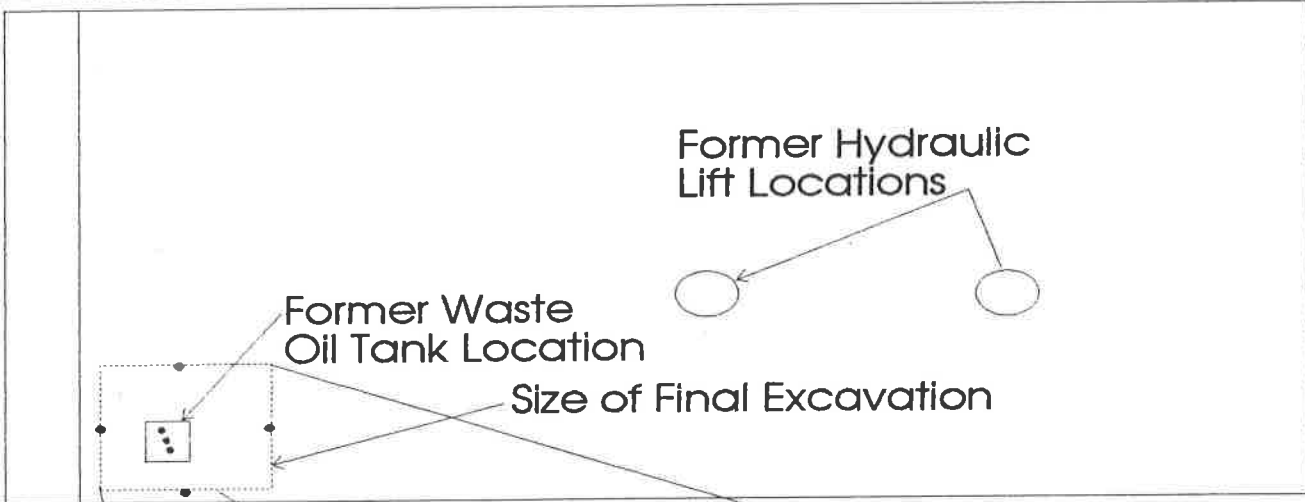 Former Hydraulic
Lift Locations
Former Waste
Oil Tank Location
Size of Final Excavation